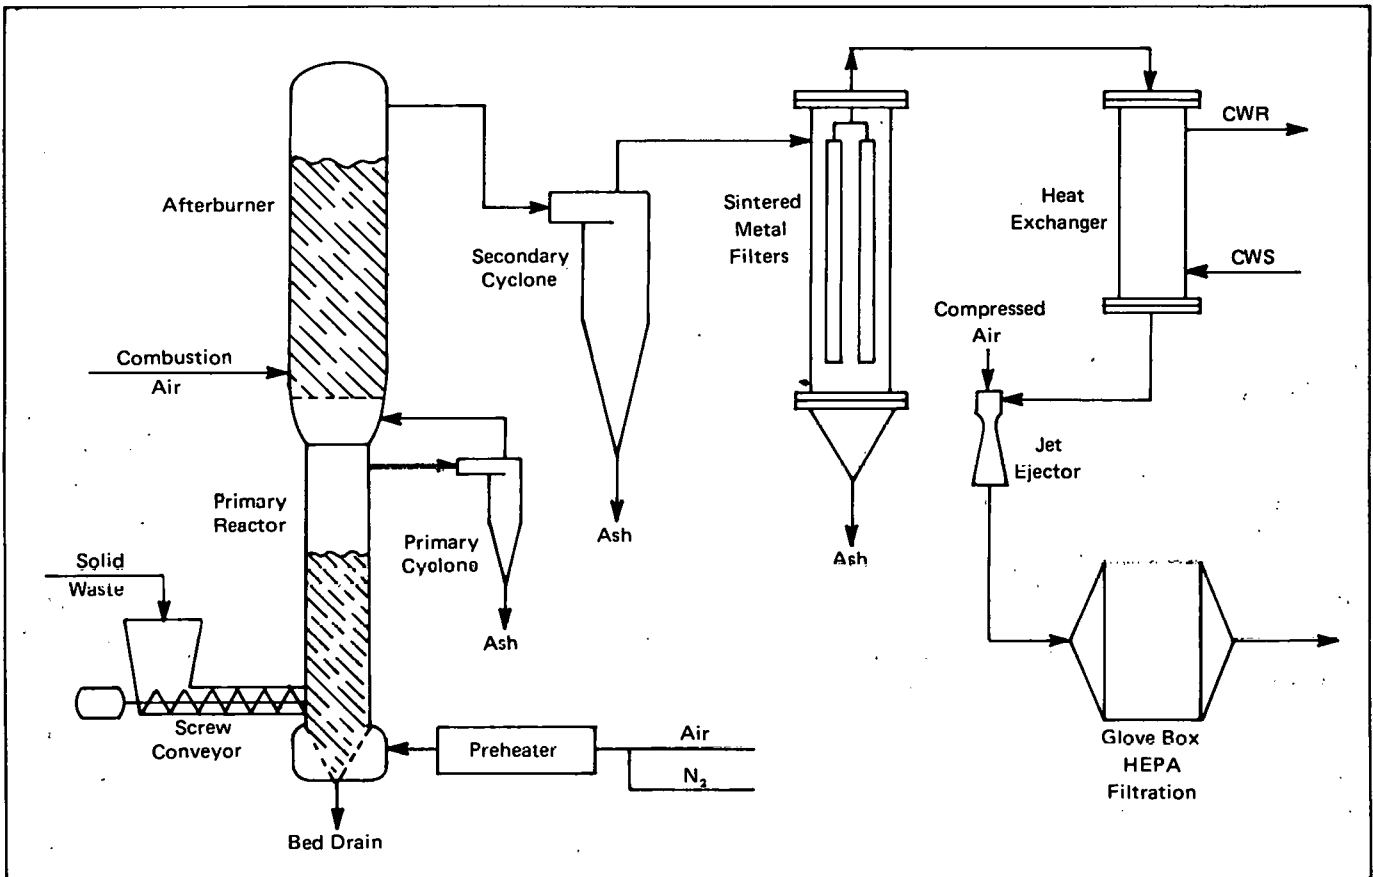 CWR
Afterburner
Sintered
Metal
Filters
Heat
Exchanger
Secondary
Cyclone
CWS
Compressed
Air
Combustion
Air
Jet
Ejector
Primary
Reactor
Ash
Primary
Cyclone
Ash
Solid
Waste
Ash
Screw
Conveyor
Preheater
Air
N₂
Glove Box
HEPA
Filtration
Bed Drain